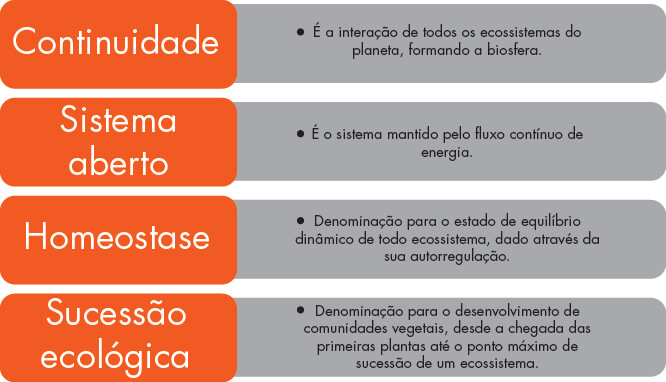 Continuidade
• É a interação de todos os ecossistemas do
planeta, formando a biosfera.
Sistema
aberto
• É o sistema mantido pelo fluxo contínuo de
energia.
Homeostase
• Denominação para o estado de equilíbrio
dinâmico de todo ecossistema, dado através da
sua autorregulação.
Sucessão
ecológica
• Denominação para o desenvolvimento de
comunidades vegetais, desde a chegada das
primeiras plantas até o ponto máximo de
sucessão de um ecossistema.